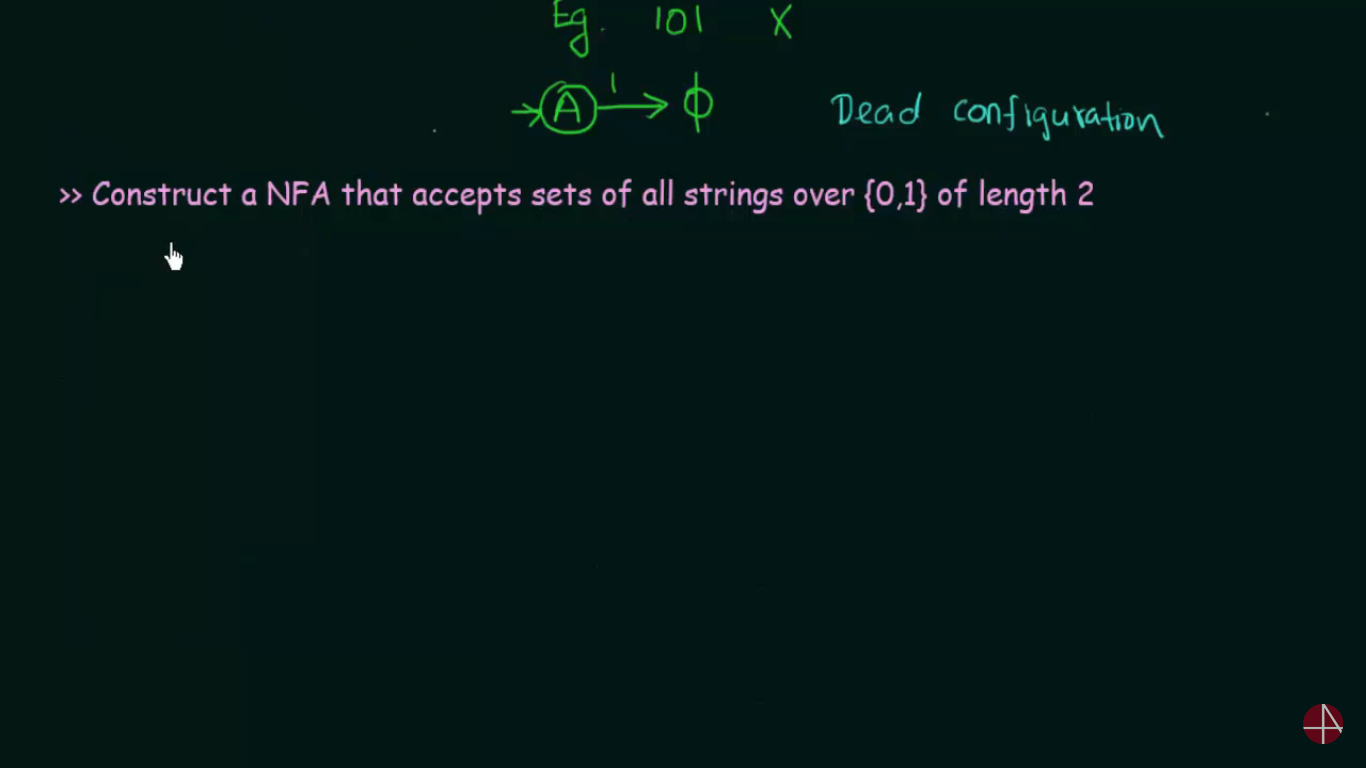 Eg. 101 X
→ A 1 → ϕ Dead configuration
>> Construct a NFA that accepts sets of all strings over {0,1} of length 2